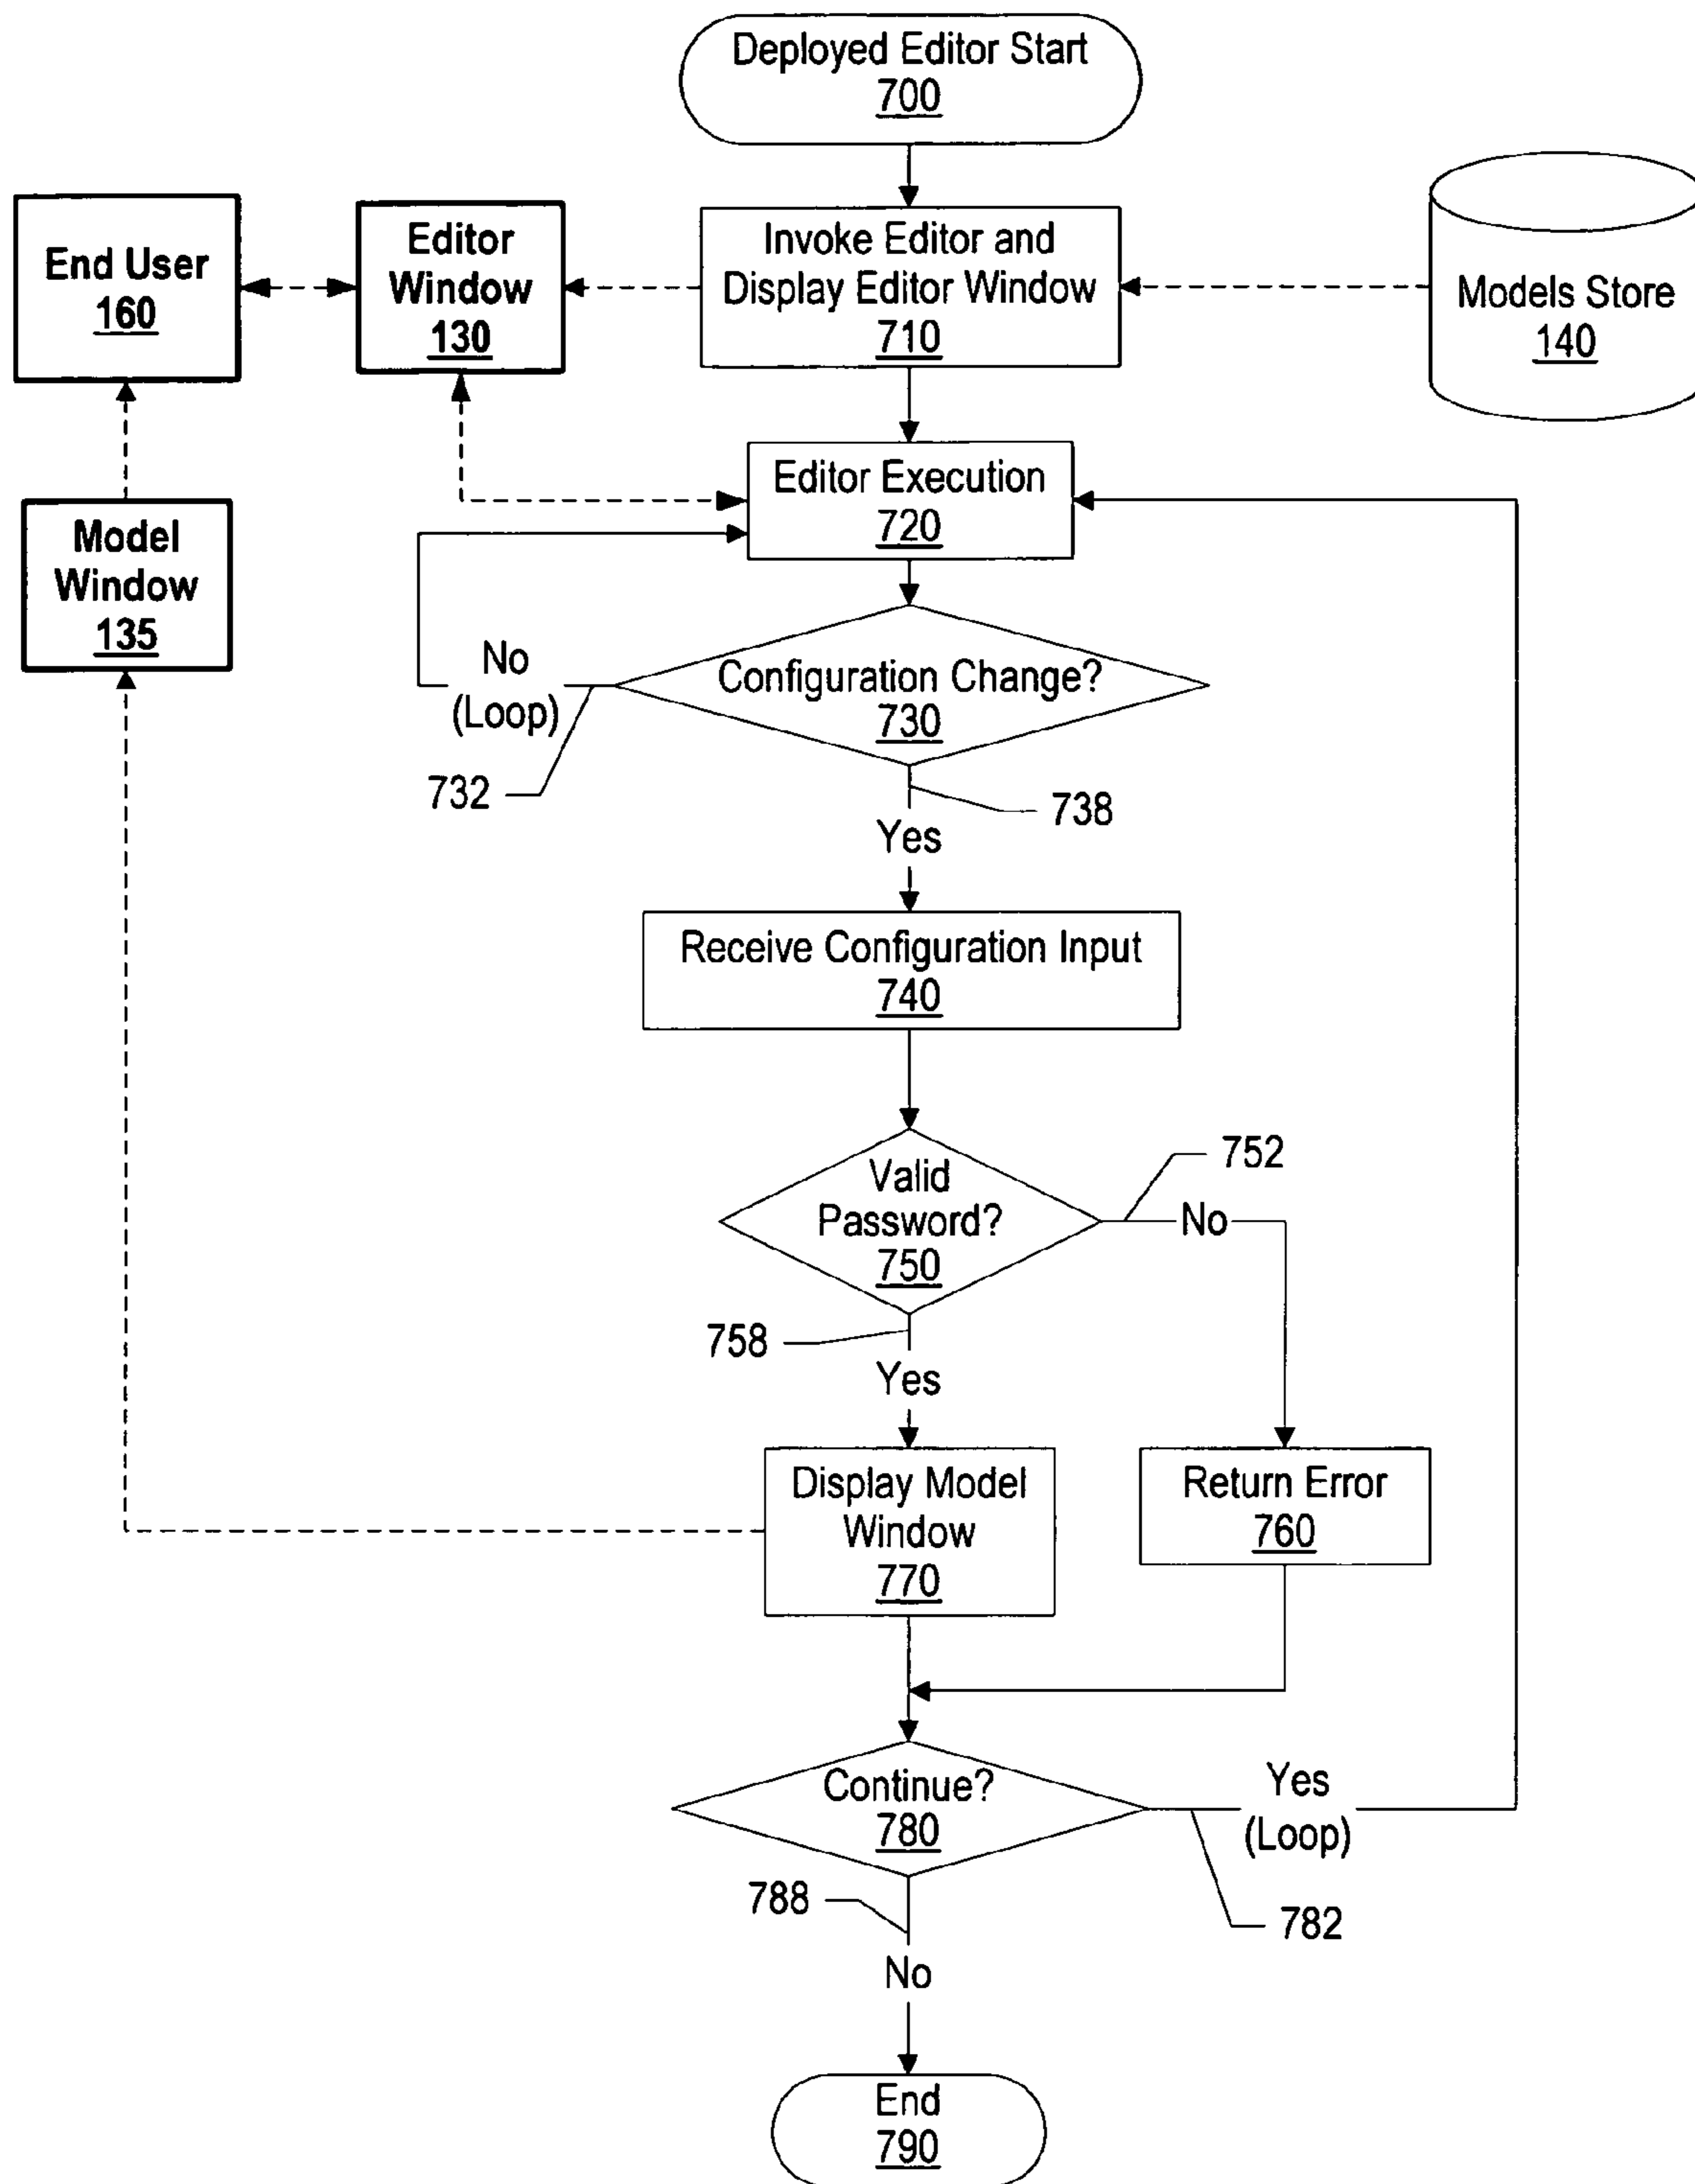 Deployed Editor Start
700
End User
160
Editor
Window
130
Invoke Editor and
Display Editor Window
710
Models Store
140
Editor Execution
720
Model
Window
135
No
(Loop)
Configuration Change?
730
732
738
Yes
Receive Configuration Input
740
Valid
Password?
750
752
No
758
Yes
Display Model
Window
770
Return Error
760
Continue?
780
Yes
(Loop)
788
782
No
End
790